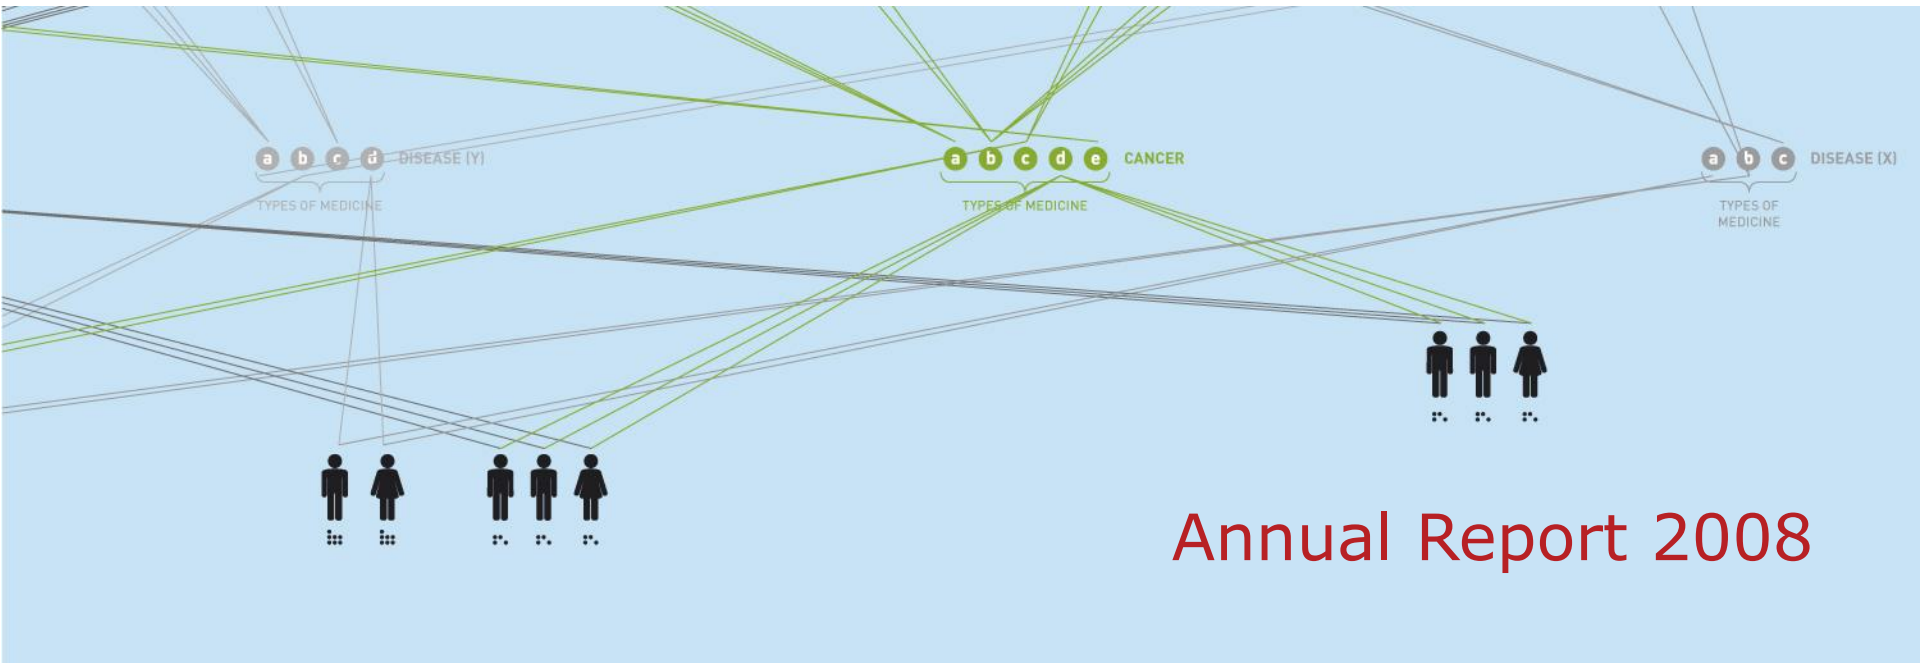 a b c d DISEASE (Y)
TYPES OF MEDICINE
a b c d e CANCER
TYPES OF MEDICINE
a b c DISEASE (X)
TYPES OF
MEDICINE
Annual Report 2008